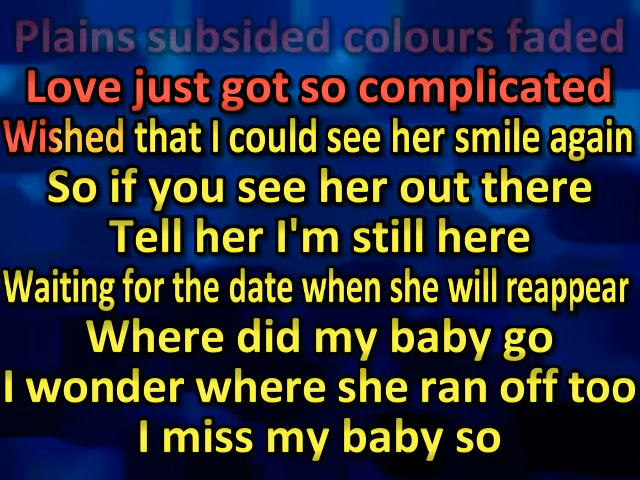 Plains subsided colours faded
Love just got so complicated
Wished that I could see her smile again
So if you see her out there
Tell her I'm still here
Waiting for the date when she will reappear
Where did my baby go
I wonder where she ran off too
I miss my baby so